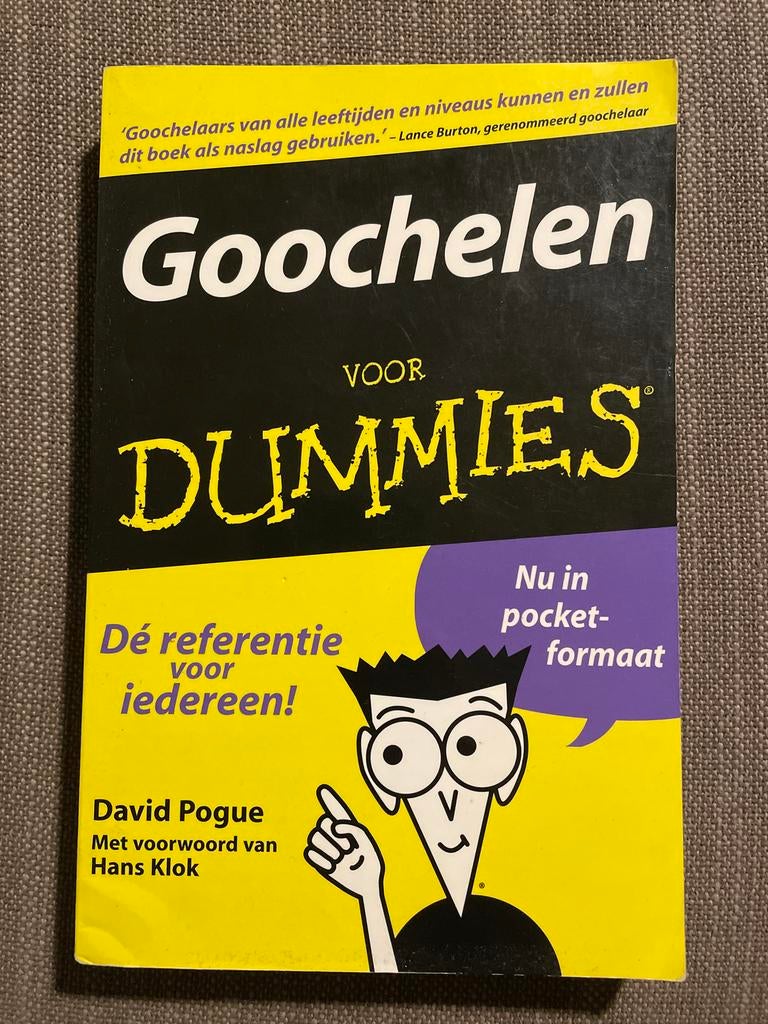 'Goochelaars van alle leeftijden en niveaus kunnen en zullen
dit boek als naslag gebruiken.' – Lance Burton, gerenommeerd goochelaar
Goochelen
VOOR
DUMMIES®
Nu in
pocket-
formaat
Dé referentie
voor
iedereen!
David Pogue
Met voorwoord van
Hans Klok
®